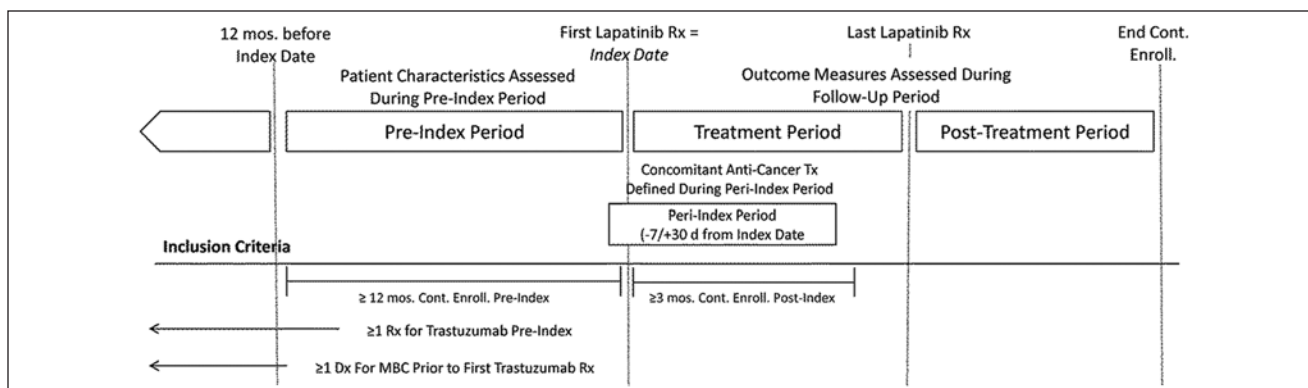 12 mos. before
Index Date
First Lapatinib Rx =
Index Date
Last Lapatinib Rx
End Cont.
Enroll.
Patient Characteristics Assessed
During Pre-Index Period
Outcome Measures Assessed During
Follow-Up Period
Pre-Index Period
Treatment Period
Post-Treatment Period
Concomitant Anti-Cancer Tx
Defined During Peri-Index Period
Peri-Index Period
(-7/+30 d from Index Date
Inclusion Criteria
≥ 12 mos. Cont. Enroll. Pre-Index
≥3 mos. Cont. Enroll. Post-Index
≥1 Rx for Trastuzumab Pre-Index
≥1 Dx For MBC Prior to First Trastuzumab Rx